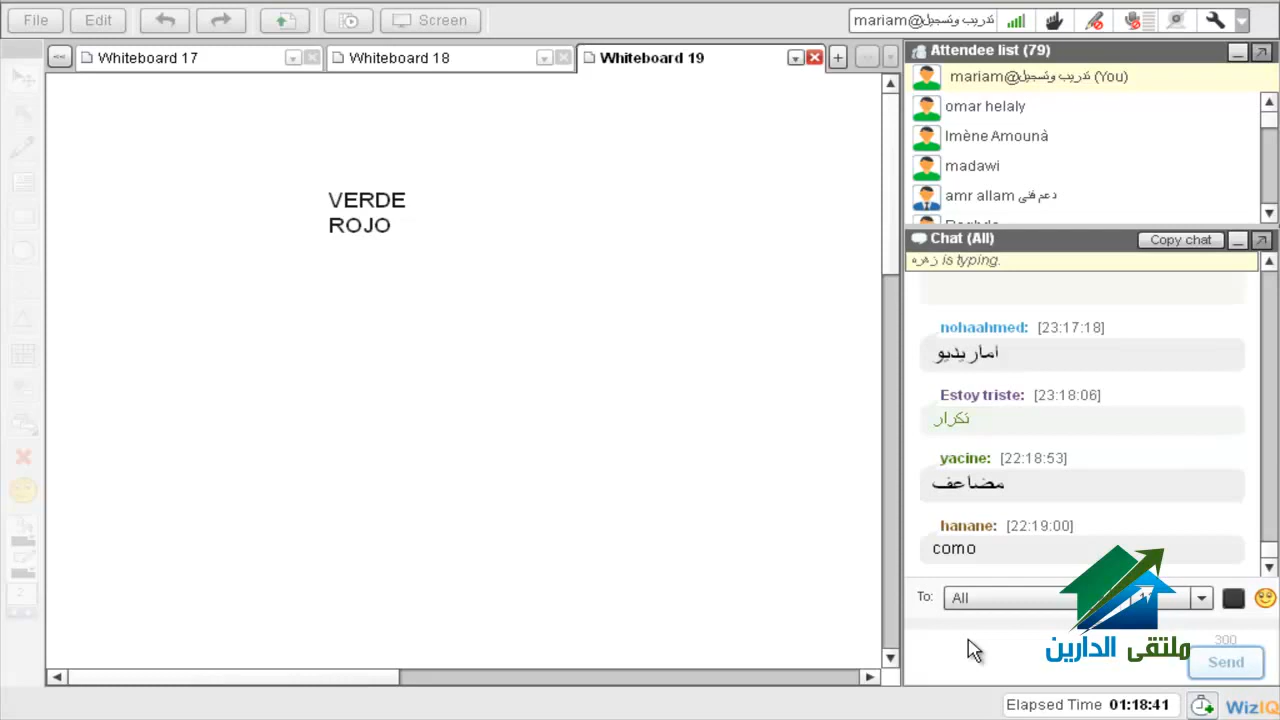 File Edit Screen mariam@تدريب وتسجيل
<< Whiteboard 17 Whiteboard 18 Whiteboard 19
VERDE
ROJO
2
Attendee list (79)
mariam@تدريب وتسجيل (You)
omar helaly
Imène Amounà
madawi
amr allam دعم فنى
Chat (All) Copy chat
زهره is typing.
nohaahmed: [23:17:18]
اما ر يديو
Estoy triste: [23:18:06]
تكرار
yacine: [22:18:53]
مضاعف
hanane: [22:19:00]
como
To: All
ملتقى الدارين
300
Send
Elapsed Time 01:18:41 WizIQ